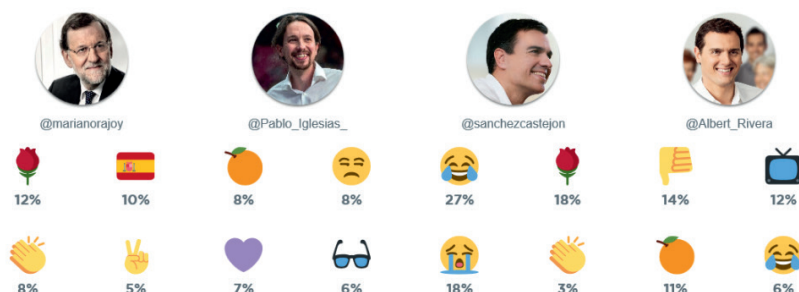 @marianorajoy @Pablo_Iglesias_ @sanchezcastejon @Albert_Rivera
12% 10% 8% 8% 27% 18% 14% 12%
8% 5% 7% 6% 18% 3% 11% 6%